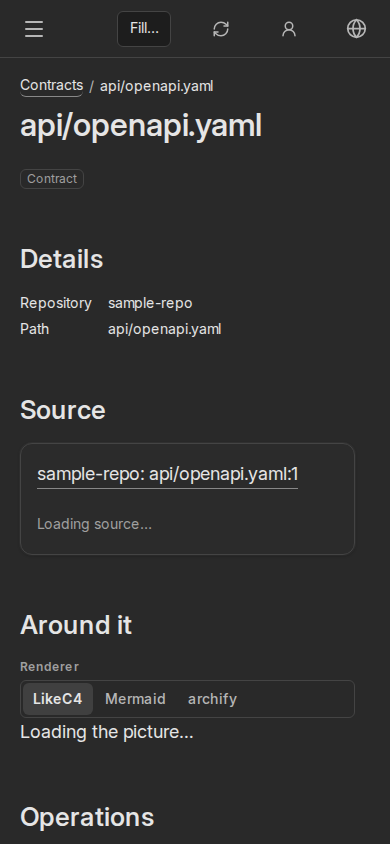 Fill...
Contracts / api/openapi.yaml
api/openapi.yaml
Contract
Details
Repository sample-repo
Path api/openapi.yaml
Source
sample-repo: api/openapi.yaml:1
Loading source...
Around it
Renderer
LikeC4 Mermaid archify
Loading the picture...
Operations